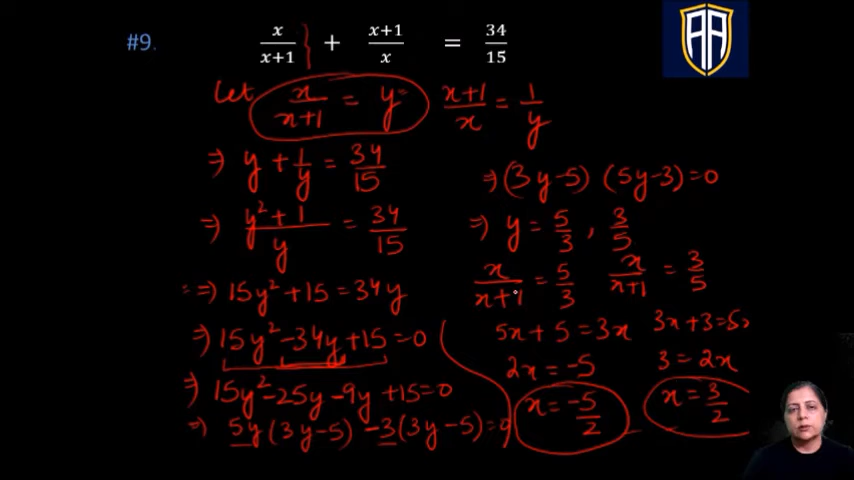 #9. x/(x+1) + (x+1)/x = 34/15
Let x/(x+1) = y (x+1)/x = 1/y
⇒ y + 1/y = 34/15
⇒ (y² + 1)/y = 34/15
⇒ 15y² + 15 = 34y
⇒ 15y² - 34y + 15 = 0
⇒ 15y² - 25y - 9y + 15 = 0
⇒ 5y(3y - 5) - 3(3y - 5) = 0
⇒ (3y - 5) (5y - 3) = 0
⇒ y = 5/3 , 3/5
x/(x+1) = 5/3 x/(x+1) = 3/5
5x + 5 = 3x 3x + 3 = 5x
2x = -5 3 = 2x
x = -5/2 x = 3/2
AA